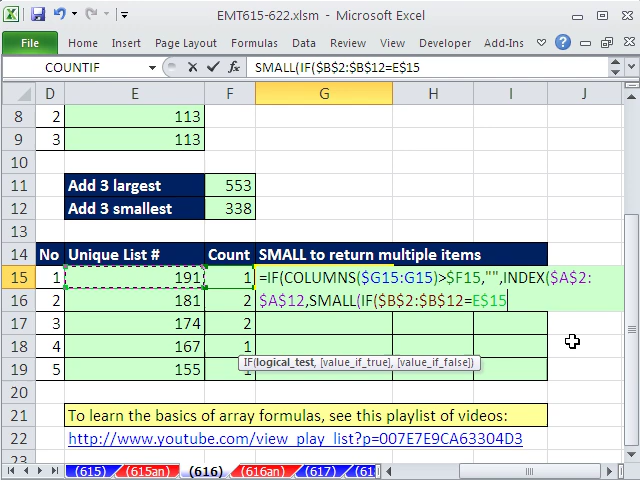 EMT615-622.xlsm - Microsoft Excel
File Home Insert Page Layout Formulas Data Review View Developer Add-Ins
COUNTIF SMALL(IF($B$2:$B$12=E$15
D E F G H I J
8 2 113
9 3 113
10
11 Add 3 largest 553
12 Add 3 smallest 338
13
14 No Unique List # Count SMALL to return multiple items
15 1 191 1 =IF(COLUMNS($G15:G15)>$F15,"",INDEX($A$2:
16 2 181 2 $A$12,SMALL(IF($B$2:$B$12=E$15
17 3 174 2
18 4 167 1
IF(logical_test, [value_if_true], [value_if_false])
19 5 155 1
20
21 To learn the basics of array formulas, see this playlist of videos:
22 http://www.youtube.com/view_play_list?p=007E7E9CA63304D3
23
(615) (615an) (616) (616an) (617) (61